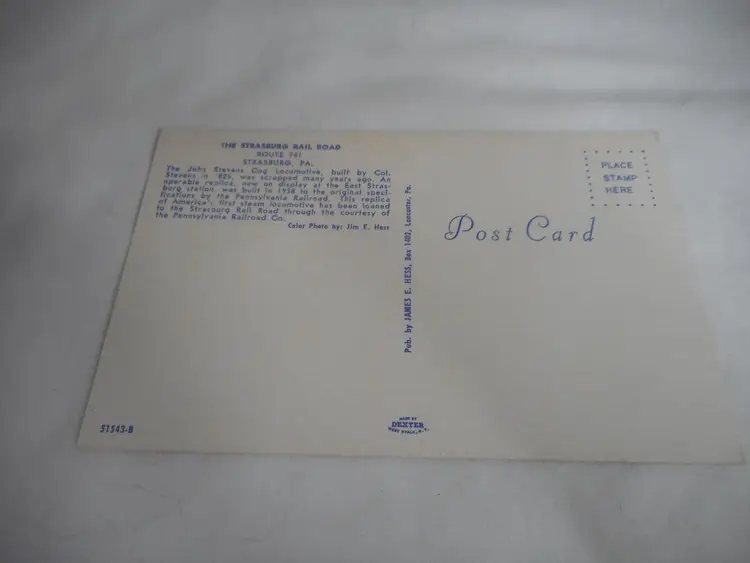 THE STRASBURG RAIL ROAD
ROUTE 741
STRASBURG, PA.
The John Stevens Cog Locomotive, built by Col.
Stevens in 1825, was scrapped many years ago. An
operable replica, now on display at the East Stras-
burg station, was built in 1938 to the original speci-
fications by the Pennsylvania Railroad. This replica
of America's first steam locomotive has been loaned
to the Strasburg Rail Road through the courtesy of
the Pennsylvania Railroad Co.
Color Photo by: Jim E. Hess
Pub. by JAMES E. HESS, Box 1402, Lancaster, Pa.
PLACE
STAMP
HERE
Post Card
51543-B
MADE BY
DEXTER
WEST NYACK, N.Y.